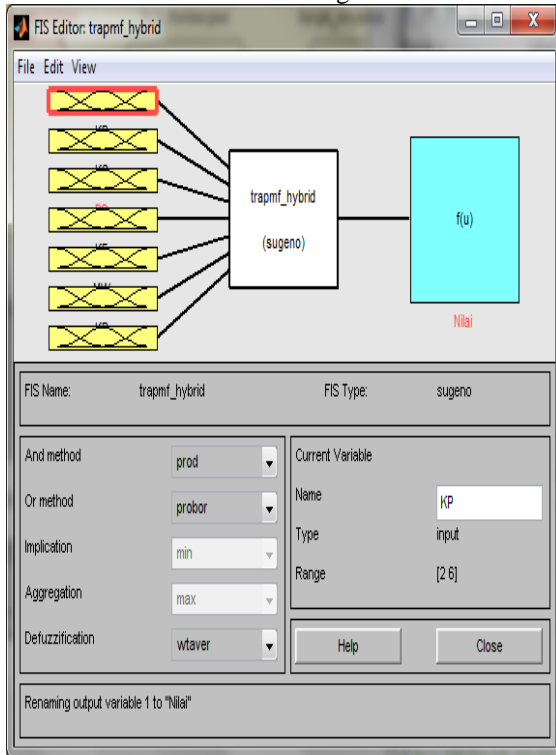 FIS Editor: trapmf_hybrid
File Edit View
trapmf_hybrid
(sugeno)
f(u)
Nilai
FIS Name: trapmf_hybrid FIS Type: sugeno
And method prod
Or method probor
Implication min
Aggregation max
Defuzzification wtaver
Current Variable
Name KP
Type input
Range [2 6]
Help Close
Renaming output variable 1 to "Nilai"